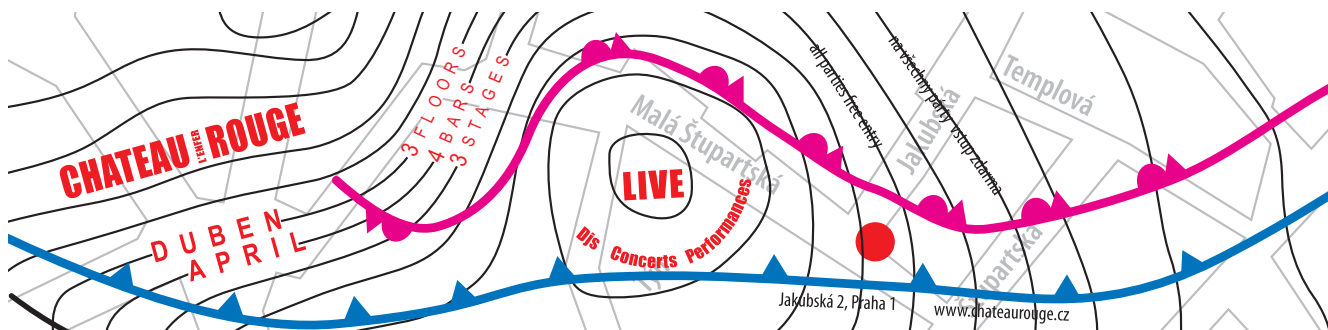 CHATEAU L'ENFER ROUGE
DUBEN
APRIL
3 FLOORS
4 BARS
3 STAGES
LIVE
Djs Concerts Performances
Malá Štupartská
all parties free entry
na všechny párty vstup zdarma
Jakubská
Templová
Štupartská
Jakubská 2, Praha 1
www.chateaurouge.cz